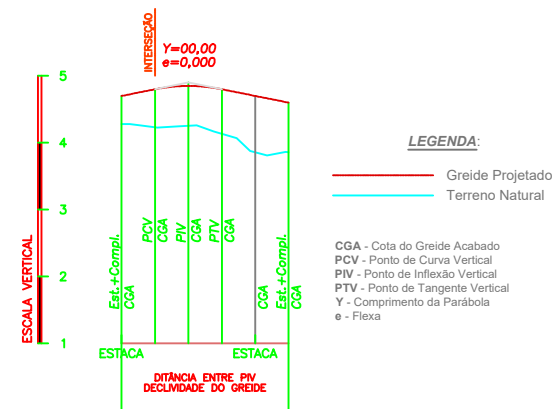 INTERSEÇÃO
Y=00,00
e=0,000
5
4
3
2
1
ESCALA VERTICAL
Est.+Compl.
CGA
PCV
CGA
PIV
CGA
PTV
CGA
CGA
Est.+Compl.
CGA
ESTACA
ESTACA
DITÂNCIA ENTRE PIV
DECLIVIDADE DO GREIDE
LEGENDA:
Greide Projetado
Terreno Natural
CGA - Cota do Greide Acabado
PCV - Ponto de Curva Vertical
PIV - Ponto de Inflexão Vertical
PTV - Ponto de Tangente Vertical
Y - Comprimento da Parábola
e - Flexa